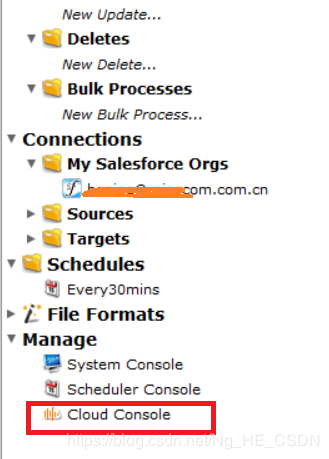 New Update...
Deletes
New Delete...
Bulk Processes
New Bulk Process...
Connections
My Salesforce Orgs
com.com.cn
Sources
Targets
Schedules
Every30mins
File Formats
Manage
System Console
Scheduler Console
Cloud Console
https://blog.csdn.net/Ng_HE_CSDN